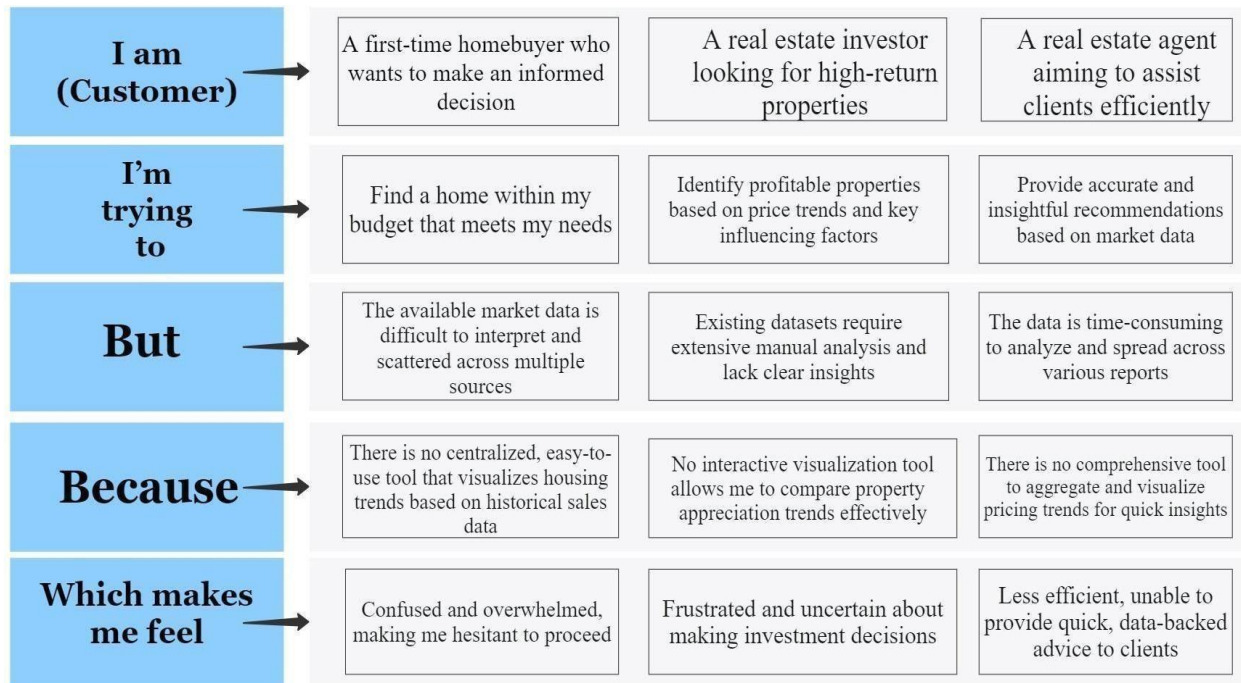 I am
(Customer)
A first-time homebuyer who
wants to make an informed
decision
A real estate investor
looking for high-return
properties
A real estate agent
aiming to assist
clients efficiently
I’m
trying
to
Find a home within my
budget that meets my needs
Identify profitable properties
based on price trends and key
influencing factors
Provide accurate and
insightful recommendations
based on market data
But
The available market data is
difficult to interpret and
scattered across multiple
sources
Existing datasets require
extensive manual analysis and
lack clear insights
The data is time-consuming
to analyze and spread across
various reports
Because
There is no centralized, easy-to-
use tool that visualizes housing
trends based on historical sales
data
No interactive visualization tool
allows me to compare property
appreciation trends effectively
There is no comprehensive tool
to aggregate and visualize
pricing trends for quick insights
Which makes
me feel
Confused and overwhelmed,
making me hesitant to proceed
Frustrated and uncertain about
making investment decisions
Less efficient, unable to
provide quick, data-backed
advice to clients